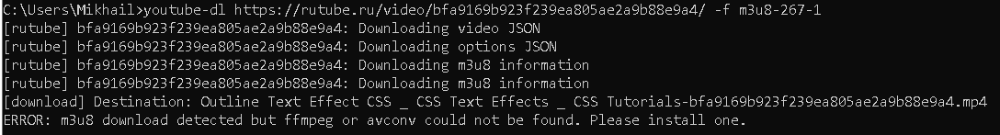 C:\Users\Mikhail>youtube-dl https://rutube.ru/video/bfa9169b923f239ea805ae2a9b88e9a4/ -f m3u8-267-1
[rutube] bfa9169b923f239ea805ae2a9b88e9a4: Downloading video JSON
[rutube] bfa9169b923f239ea805ae2a9b88e9a4: Downloading options JSON
[rutube] bfa9169b923f239ea805ae2a9b88e9a4: Downloading m3u8 information
[rutube] bfa9169b923f239ea805ae2a9b88e9a4: Downloading m3u8 information
[download] Destination: Outline Text Effect CSS _ CSS Text Effects _ CSS Tutorials-bfa9169b923f239ea805ae2a9b88e9a4.mp4
ERROR: m3u8 download detected but ffmpeg or avconv could not be found. Please install one.